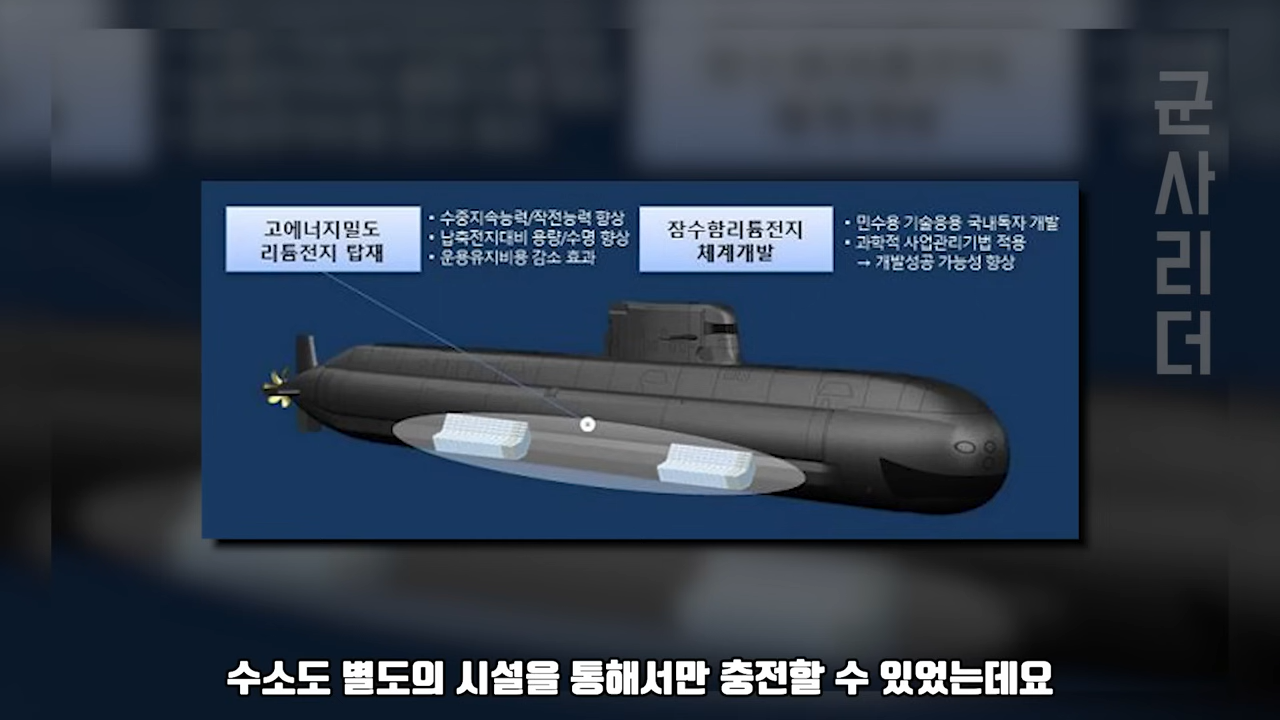 고에너지밀도
리튬전지 탑재
• 수중지속능력/작전능력 향상
• 납축전지대비 용량/수명 향상
• 운용유지비용 감소 효과
잠수함리튬전지
체계개발
• 민수용 기술응용 국내독자 개발
• 과학적 사업관리기법 적용
→ 개발성공 가능성 향상
군사리더
수소도 별도의 시설을 통해서만 충전할 수 있었는데요